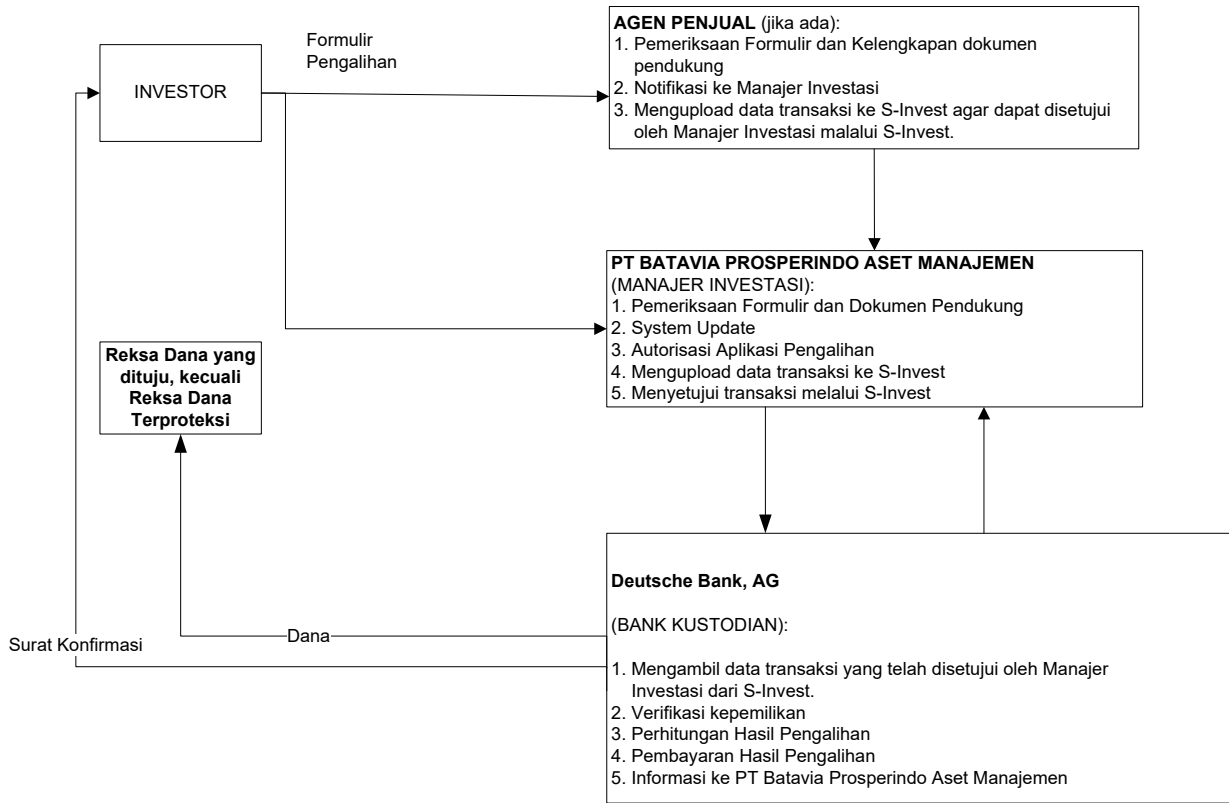 Formulir
Pengalihan
INVESTOR
AGEN PENJUAL (jika ada):
1. Pemeriksaan Formulir dan Kelengkapan dokumen
pendukung
2. Notifikasi ke Manajer Investasi
3. Mengupload data transaksi ke S-Invest agar dapat disetujui
oleh Manajer Investasi malalui S-Invest.
PT BATAVIA PROSPERINDO ASET MANAJEMEN
(MANAJER INVESTASI):
1. Pemeriksaan Formulir dan Dokumen Pendukung
2. System Update
3. Autorisasi Aplikasi Pengalihan
4. Mengupload data transaksi ke S-Invest
5. Menyetujui transaksi melalui S-Invest
Reksa Dana yang
dituju, kecuali
Reksa Dana
Terproteksi
Deutsche Bank, AG
(BANK KUSTODIAN):
1. Mengambil data transaksi yang telah disetujui oleh Manajer
Investasi dari S-Invest.
2. Verifikasi kepemilikan
3. Perhitungan Hasil Pengalihan
4. Pembayaran Hasil Pengalihan
5. Informasi ke PT Batavia Prosperindo Aset Manajemen
Dana
Surat Konfirmasi